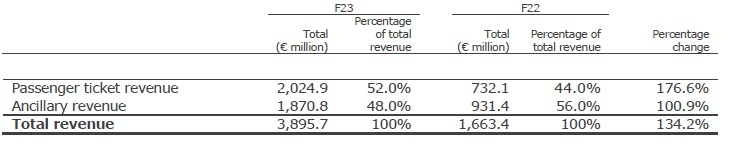 F23 F22
Percentage
Total of total Total Percentage of Percentage
(€ million) revenue (€ million) total revenue change
Passenger ticket revenue 2,024.9 52.0% 732.1 44.0% 176.6%
Ancillary revenue 1,870.8 48.0% 931.4 56.0% 100.9%
Total revenue 3,895.7 100% 1,663.4 100% 134.2%